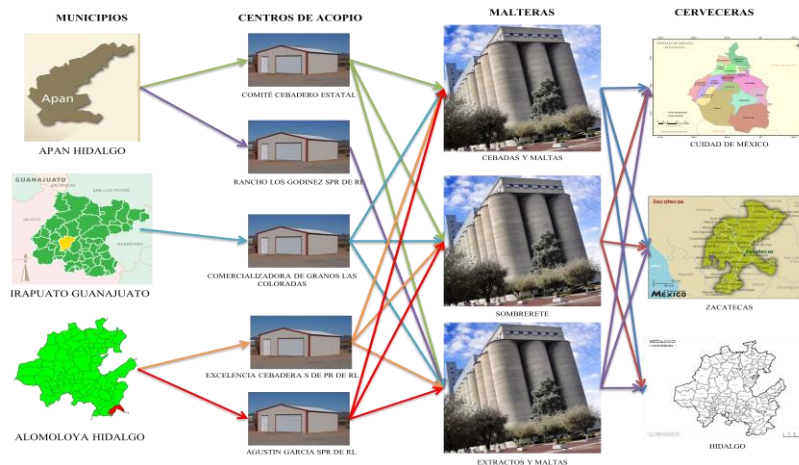 MUNICIPIOS
CENTROS DE ACOPIO
MALTERAS
CERVECERAS
Apan
APAN HIDALGO
COMITÉ CEBADERO ESTATAL
CEBADAS Y MALTAS
CUIDAD DE MÉXICO
RANCHO LOS GODINEZ SPR DE RL
GUANAJUATO
IRAPUATO GUANAJUATO
COMERCIALIZADORA DE GRANOS LAS
COLORADAS
SOMBRERETE
Zacatecas
Zacatecas
MÉXICO
ZACATECAS
EXCELENCIA CEBADERA S DE PR DE RL
HIDALGO
ALOMOLOYA HIDALGO
AGUSTIN GARCIA SPR DE RL
EXTRACTOS Y MALTAS
HIDALGO